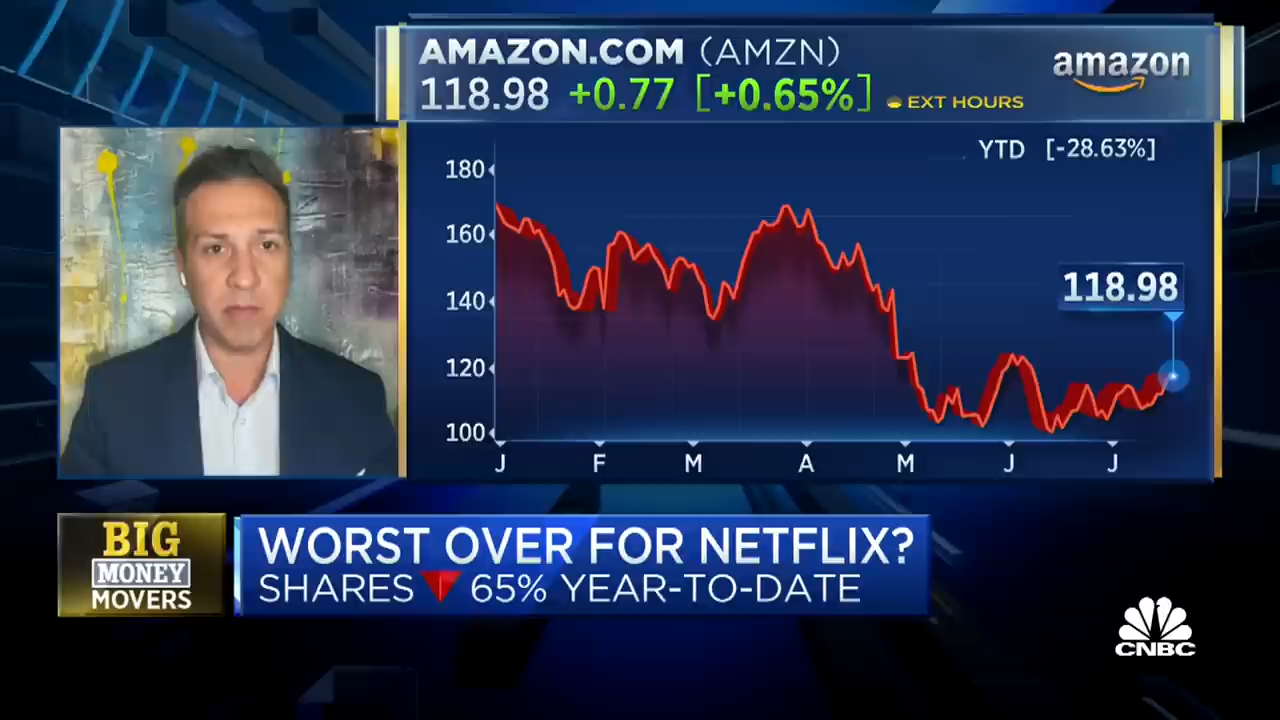 AMAZON.COM (AMZN)
118.98 +0.77 [+0.65%] EXT HOURS
amazon
YTD [-28.63%]
180
160
140
120
100
118.98
J F M A M J J
BIG
MONEY
MOVERS
WORST OVER FOR NETFLIX?
SHARES ▼ 65% YEAR-TO-DATE
CNBC